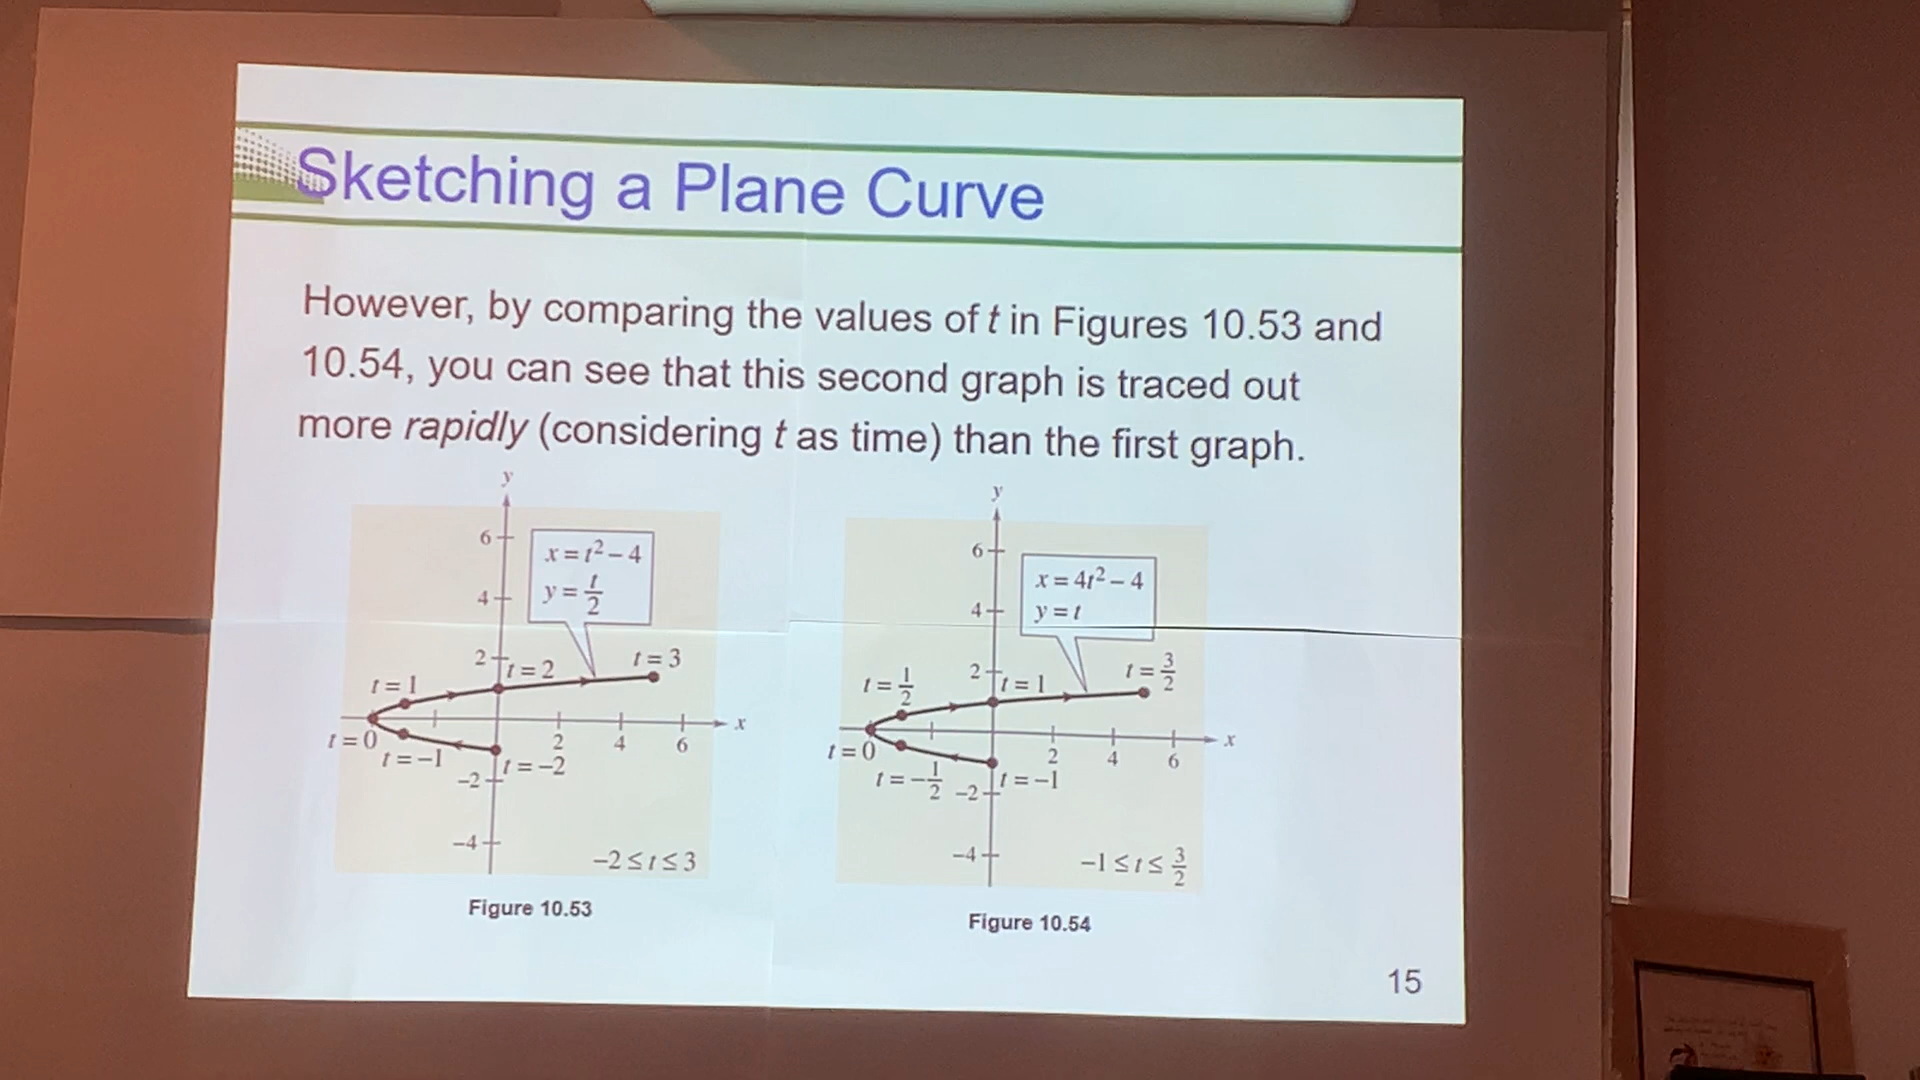 Sketching a Plane Curve
However, by comparing the values of t in Figures 10.53 and
10.54, you can see that this second graph is traced out
more rapidly (considering t as time) than the first graph.
y
6
x = t² – 4
y = t/2
4
2
t = 2
t = 3
t = 1
x
t = 0
t = –1
2
4
6
t = –2
–2
–4
–2 ≤ t ≤ 3
Figure 10.53
y
6
x = 4t² – 4
y = t
4
2
t = 1
t = 3/2
t = 1/2
x
t = 0
2
4
6
t = –1/2
–2
t = –1
–4
–1 ≤ t ≤ 3/2
Figure 10.54
15